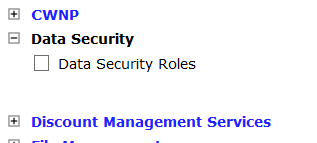 CWNP
Data Security
Data Security Roles
Discount Management Services